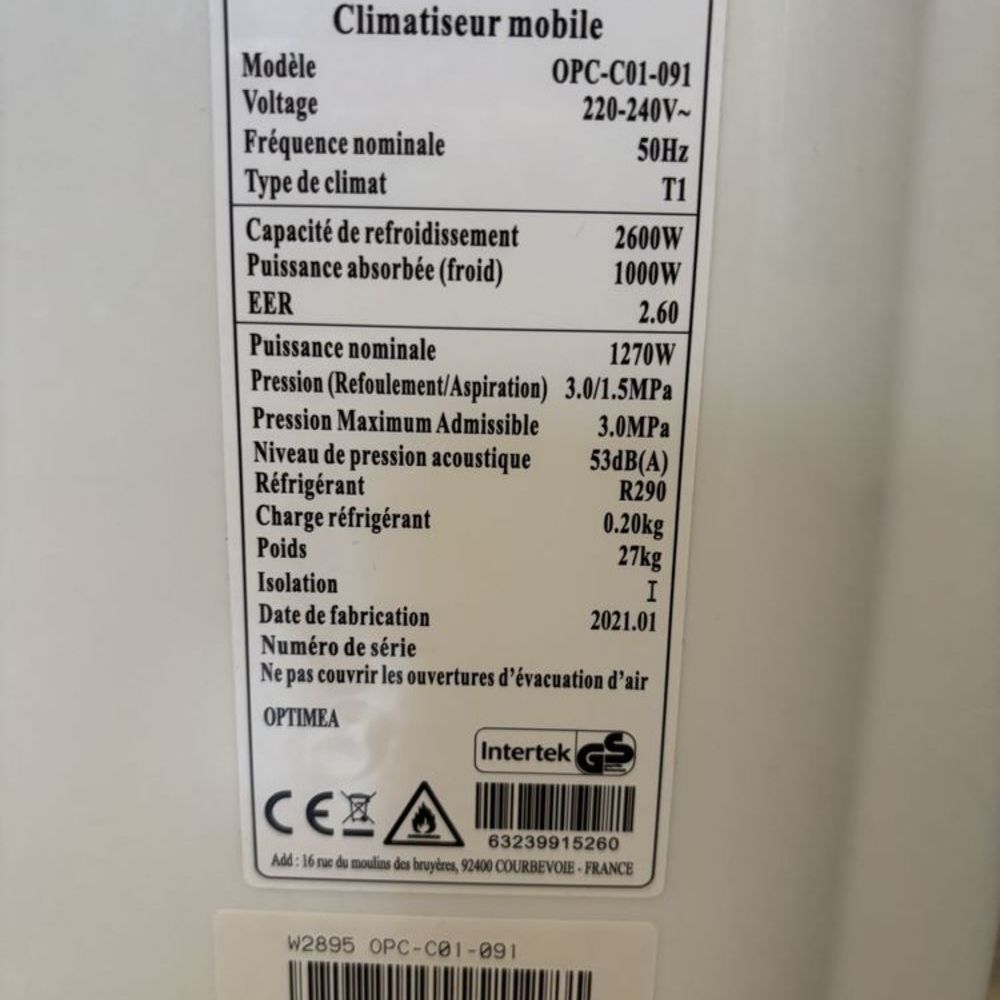 Climatiseur mobile
Modèle OPC-C01-091
Voltage 220-240V~
Fréquence nominale 50Hz
Type de climat T1
Capacité de refroidissement 2600W
Puissance absorbée (froid) 1000W
EER 2.60
Puissance nominale 1270W
Pression (Refoulement/Aspiration) 3.0/1.5MPa
Pression Maximum Admissible 3.0MPa
Niveau de pression acoustique 53dB(A)
Réfrigérant R290
Charge réfrigérant 0.20kg
Poids 27kg
Isolation I
Date de fabrication 2021.01
Numéro de série
Ne pas couvrir les ouvertures d'évacuation d'air
OPTIMEA
Intertek GS
CE
63239915260
Add : 16 rue du moulins des bruyères, 92400 COURBEVOIE - FRANCE
W2895 OPC-C01-091